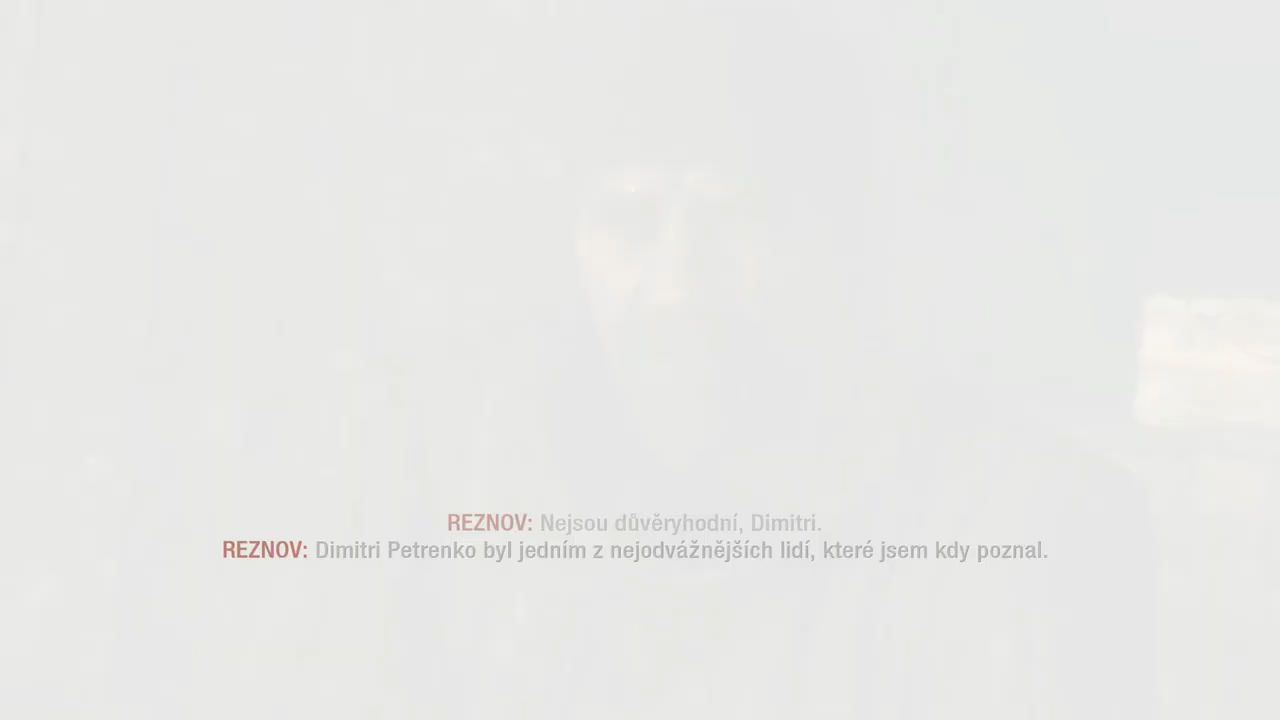 REZNOV: Nejsou důvěryhodní, Dimitri.
REZNOV: Dimitri Petrenko byl jedním z nejodvážnějších lidí, které jsem kdy poznal.